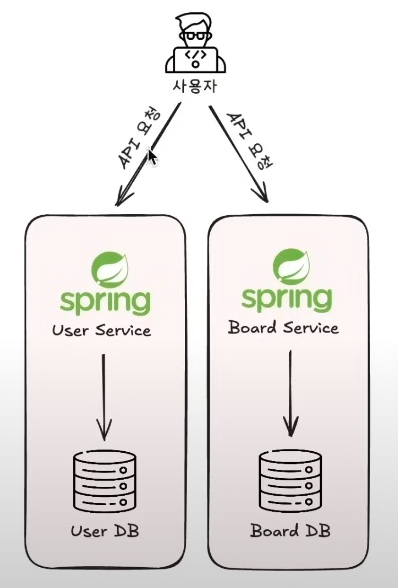 사용자
API 요청
API 요청
spring
User Service
spring
Board Service
User DB
Board DB